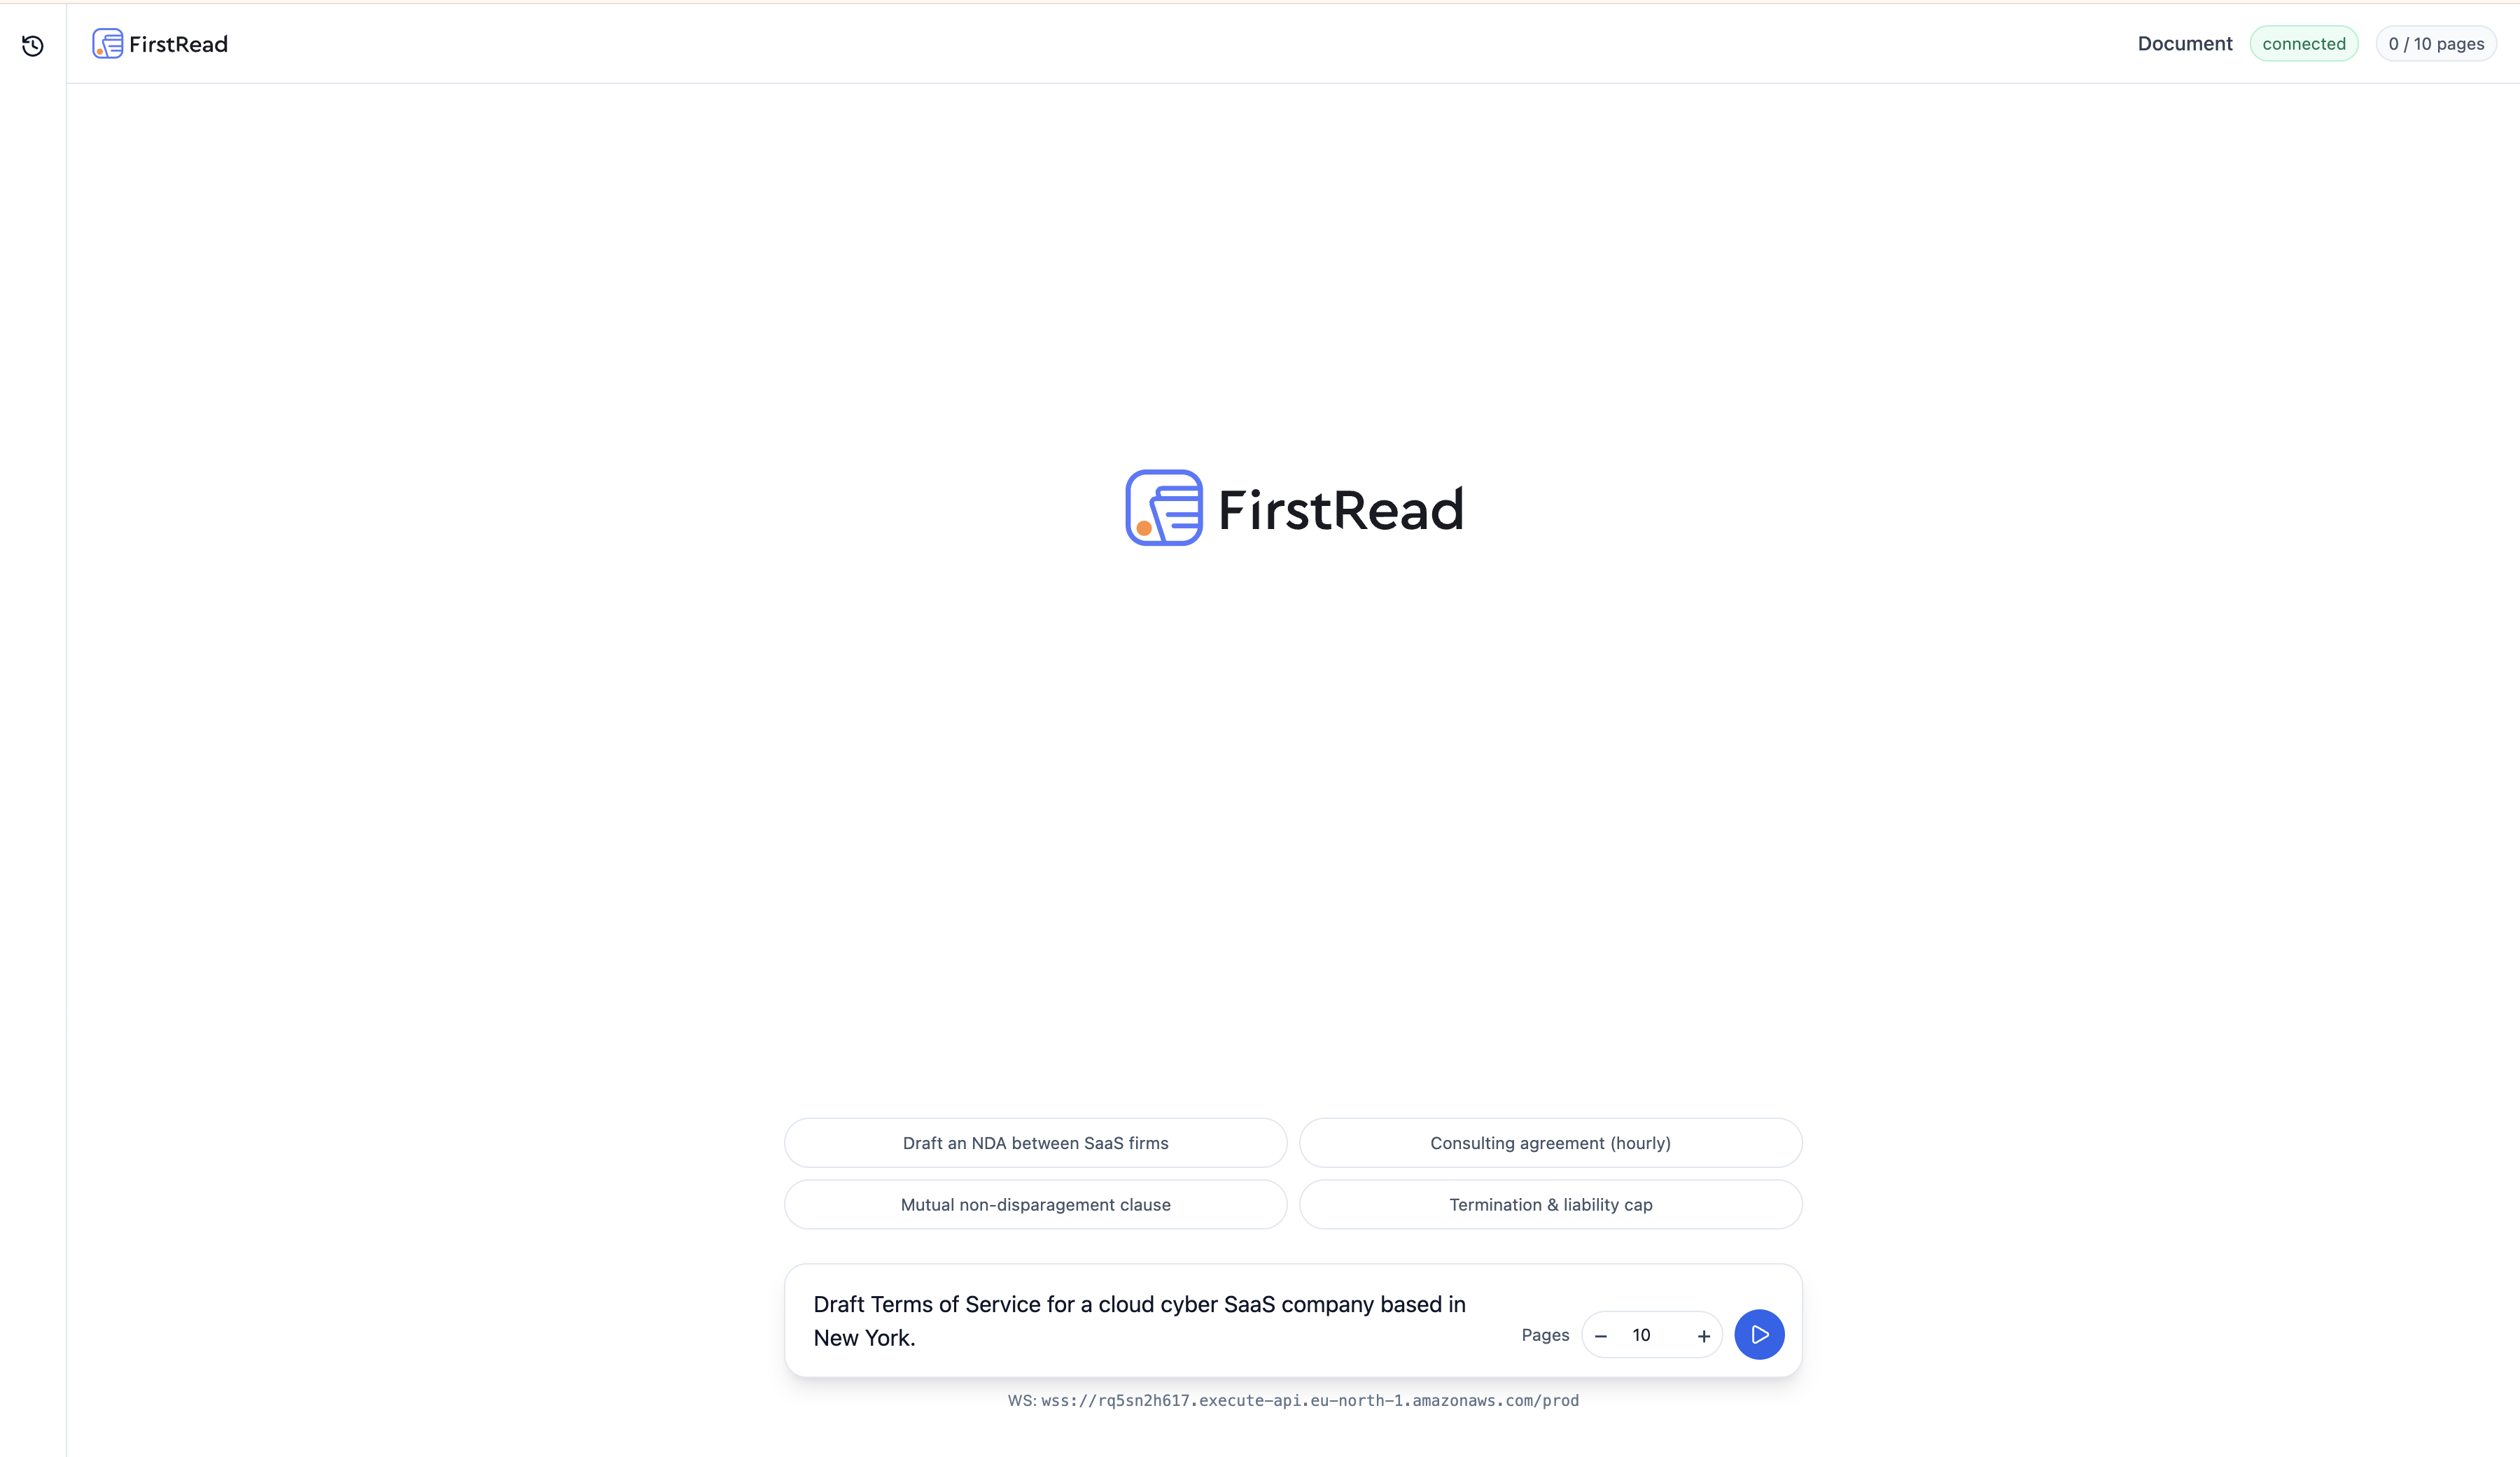 FirstRead
Document
connected
0 / 10 pages
FirstRead
Draft an NDA between SaaS firms
Consulting agreement (hourly)
Mutual non-disparagement clause
Termination & liability cap
Draft Terms of Service for a cloud cyber SaaS company based in
New York.
Pages
− 10 +
WS: wss://rq5sn2h617.execute-api.eu-north-1.amazonaws.com/prod